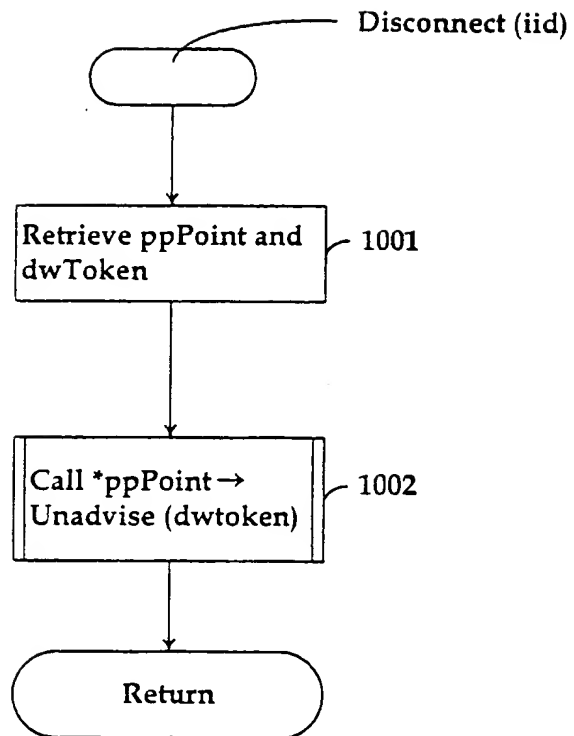 Disconnect (iid)
Retrieve ppPoint and
dwToken
1001
Call *ppPoint→
Unadvise (dwtoken)
1002
Return